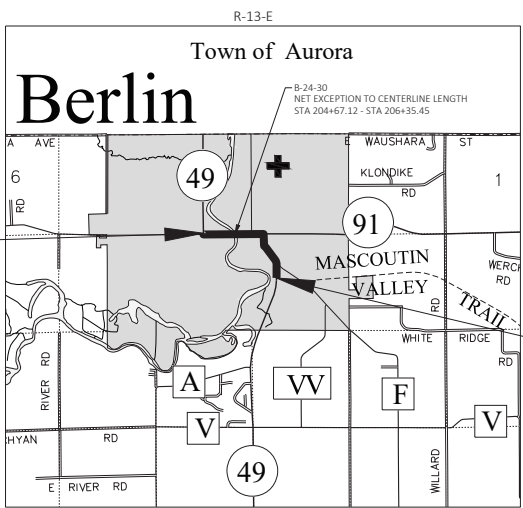 R-13-E
Town of Aurora
Berlin
B-24-30
NET EXCEPTION TO CENTERLINE LENGTH
STA 204+67.12 - STA 206+35.45
A AVE
E WAUSHARA ST
6
49
KLONDIKE
RD
1
RD
91
MASCOUTIN
VALLEY
TRAIL
WERCH
RD
RD
WHITE RIDGE
RD
RIVER RD
A
VV
F
V
V
CHYAN RD
49
WILLARD
E RIVER RD